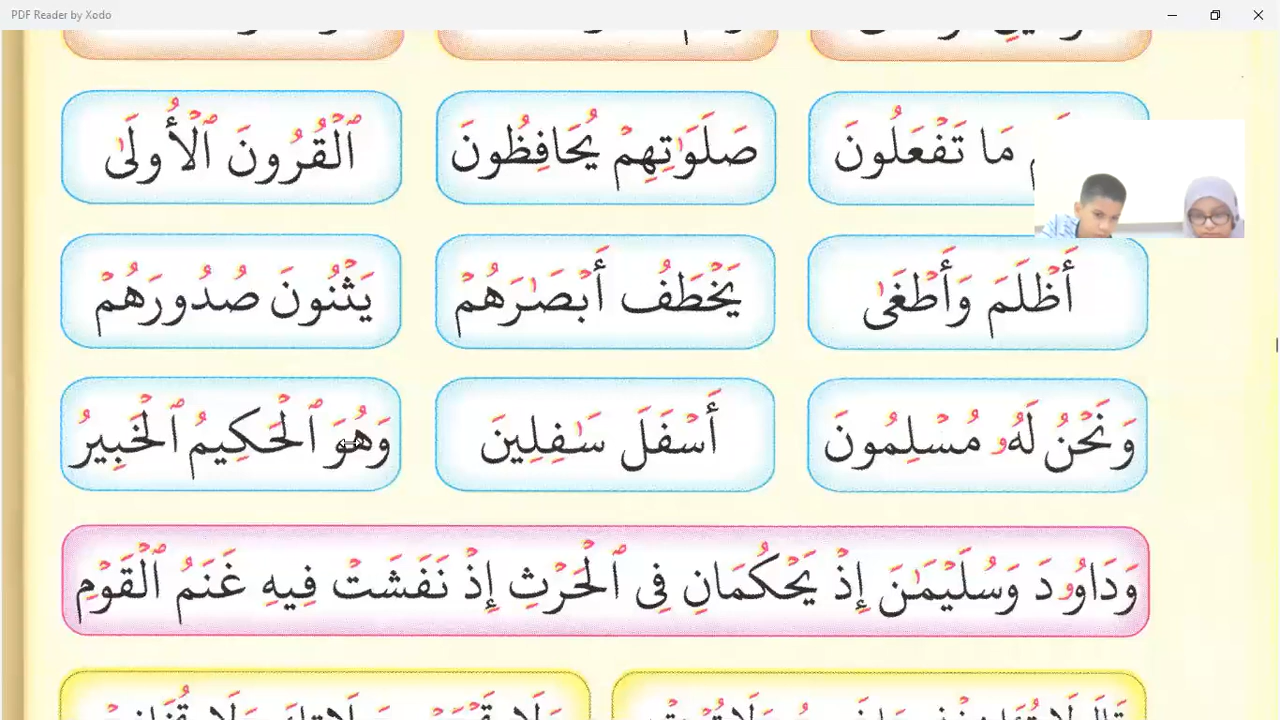 PDF Reader by Xodo
مَا تَفْعَلُونَ صَلَوَٰتِهِمْ يُحَافِظُونَ ٱلْقُرُونَ ٱلْأُولَىٰ
أَظْلَمَ وَأَطْغَىٰ يَخْطَفُ أَبْصَٰرَهُمْ يَثْنُونَ صُدُورَهُمْ
وَنَحْنُ لَهُۥ مُسْلِمُونَ أَسْفَلَ سَٰفِلِينَ وَهُوَ ٱلْحَكِيمُ ٱلْخَبِيرُ
وَدَاوُۥدَ وَسُلَيْمَٰنَ إِذْ يَحْكُمَانِ فِى ٱلْحَرْثِ إِذْ نَفَشَتْ فِيهِ غَنَمُ ٱلْقَوْمِ